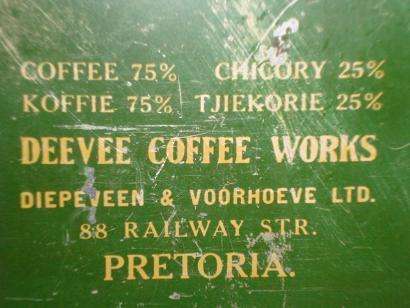 COFFEE 75% CHICORY 25%
KOFFIE 75% TJIEKORIE 25%
DEEVEE COFFEE WORKS
DIEPEVEEN & VOORHOEVE LTD.
88 RAILWAY STR.
PRETORIA.